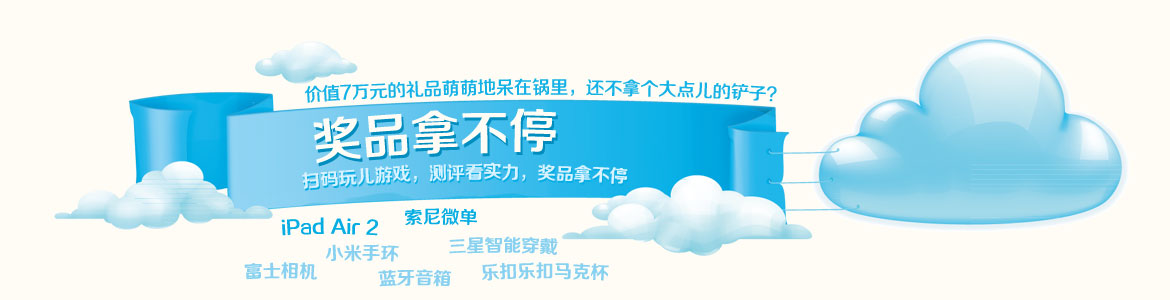 价值7万元的礼品萌萌地呆在锅里，还不拿个大点儿的铲子？
奖品拿不停
扫码玩儿游戏，测评看实力，奖品拿不停
iPad Air 2 索尼微单
小米手环 三星智能穿戴
富士相机 蓝牙音箱 乐扣乐扣马克杯